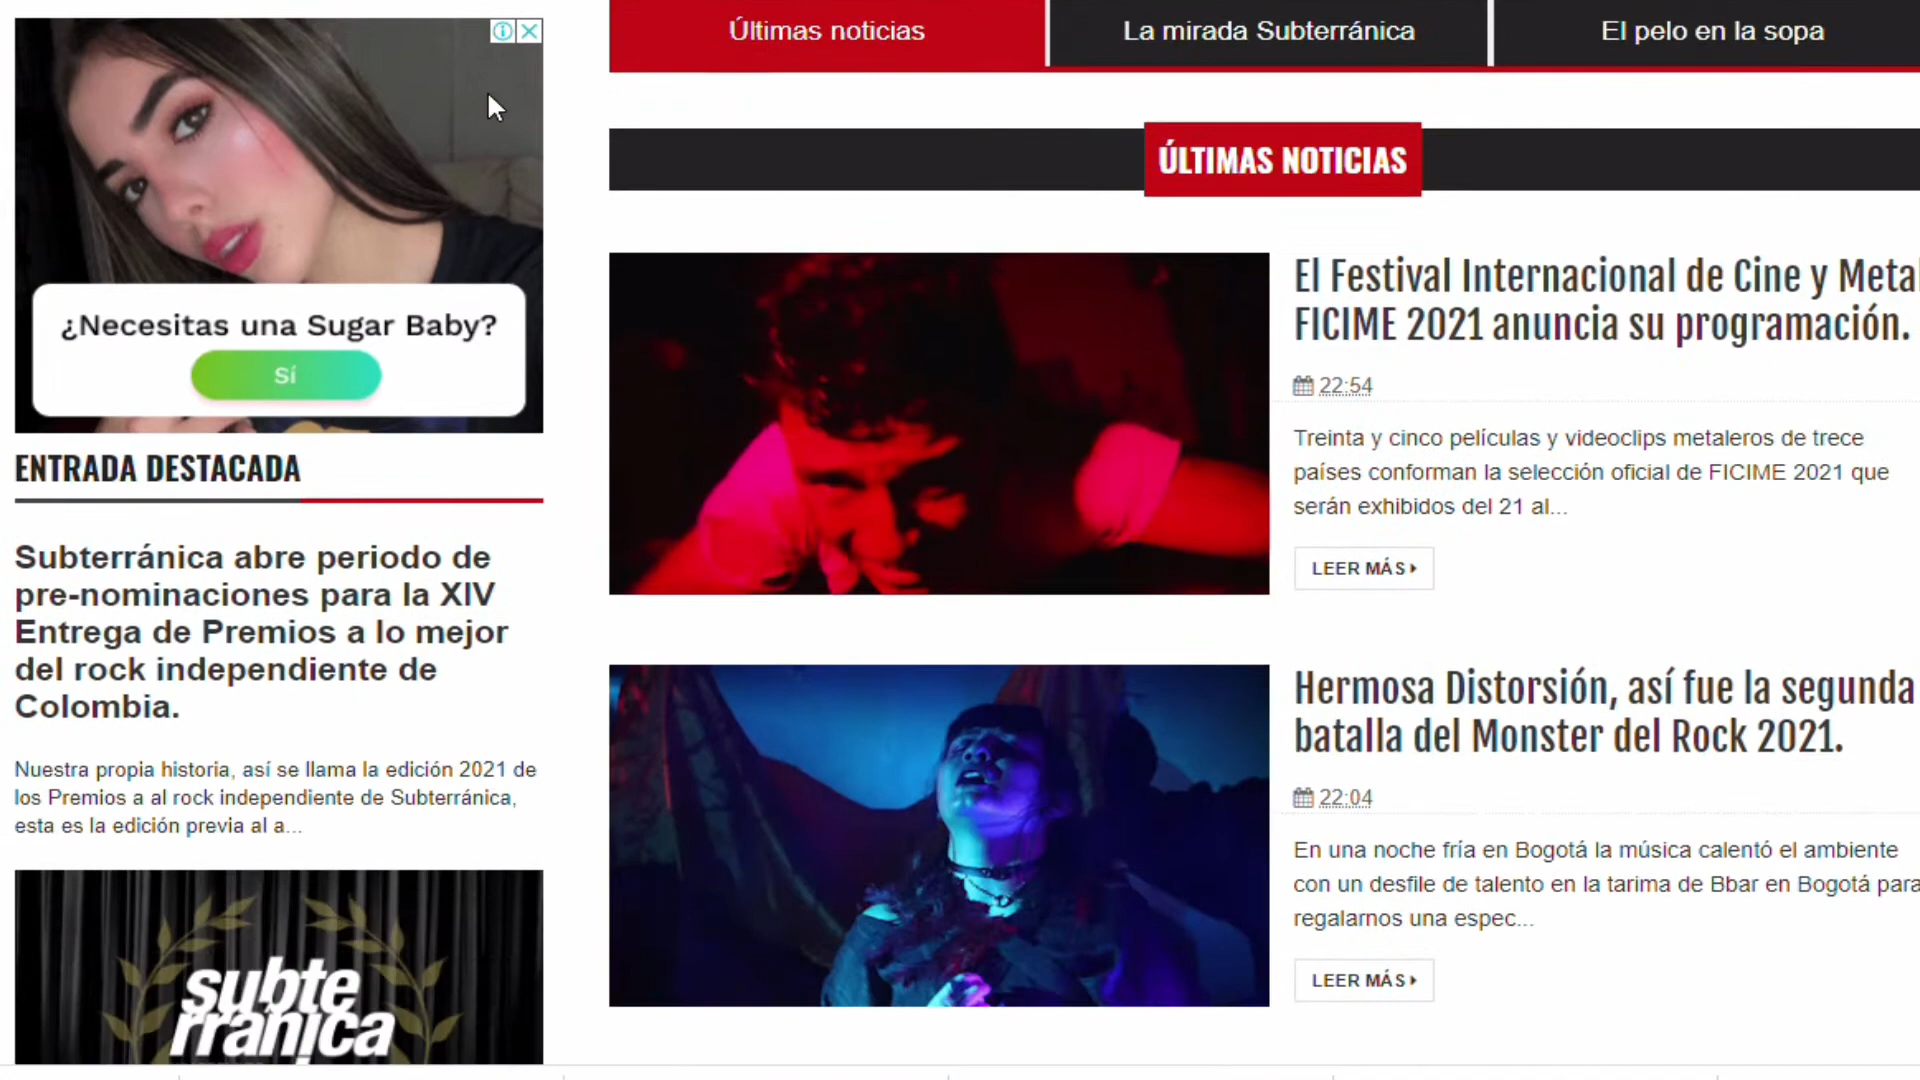 Últimas noticias
La mirada Subterránica
El pelo en la sopa
¿Necesitas una Sugar Baby?
Sí
ENTRADA DESTACADA
Subterránica abre periodo de
pre-nominaciones para la XIV
Entrega de Premios a lo mejor
del rock independiente de
Colombia.
Nuestra propia historia, así se llama la edición 2021 de
los Premios a al rock independiente de Subterránica,
esta es la edición previa al a...
subte
rránica
ÚLTIMAS NOTICIAS
El Festival Internacional de Cine y Metal
FICIME 2021 anuncia su programación.
22:54
Treinta y cinco películas y videoclips metaleros de trece
países conforman la selección oficial de FICIME 2021 que
serán exhibidos del 21 al...
LEER MÁS
Hermosa Distorsión, así fue la segunda
batalla del Monster del Rock 2021.
22:04
En una noche fría en Bogotá la música calentó el ambiente
con un desfile de talento en la tarima de Bbar en Bogotá para
regalarnos una espec...
LEER MÁS